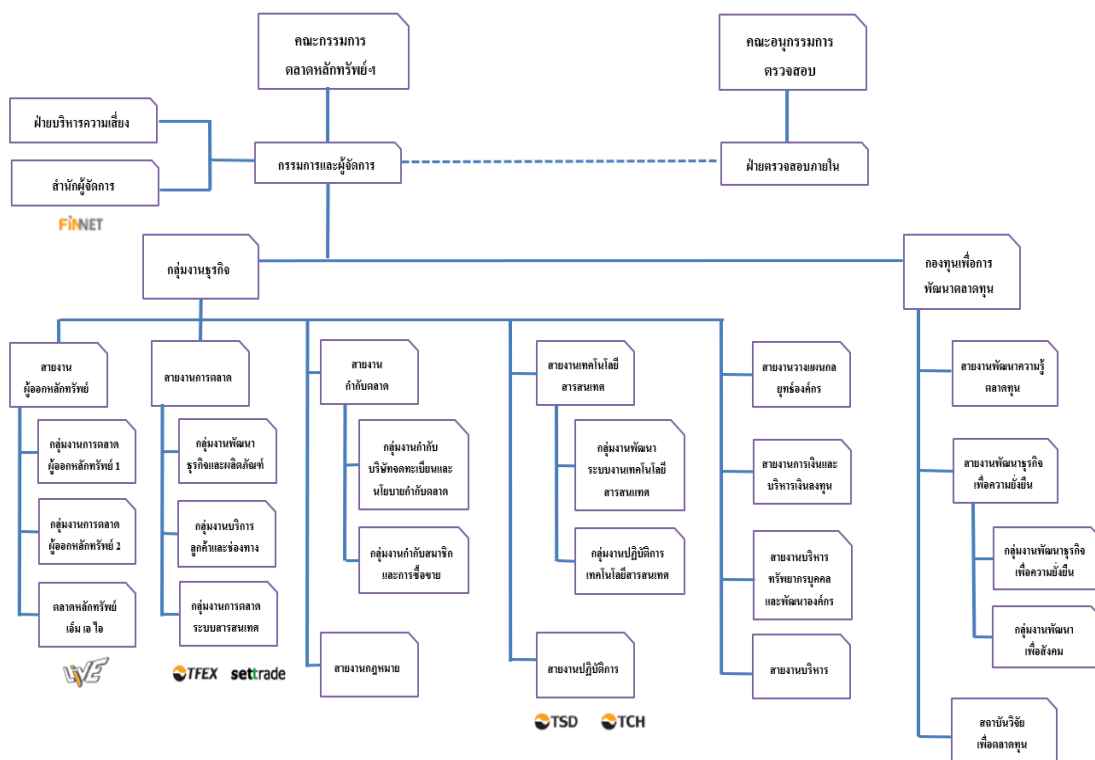 คณะกรรมการ
ตลาดหลักทรัพย์ฯ
คณะอนุกรรมการ
ตรวจสอบ
ฝ่ายบริหารความเสี่ยง
กรรมการและผู้จัดการ
ฝ่ายตรวจสอบภายใน
สำนักผู้จัดการ
FiNNET
กลุ่มงานธุรกิจ
กองทุนเพื่อการ
พัฒนาตลาดทุน
สายงาน
ผู้ออกหลักทรัพย์
กลุ่มงานการตลาด
ผู้ออกหลักทรัพย์ 1
กลุ่มงานการตลาด
ผู้ออกหลักทรัพย์ 2
ตลาดหลักทรัพย์
เอ็ม เอ ไอ
LiVE
สายงานการตลาด
กลุ่มงานพัฒนา
ธุรกิจและผลิตภัณฑ์
กลุ่มงานบริการ
ลูกค้าและช่องทาง
กลุ่มงานการตลาด
ระบบสารสนเทศ
TFEX settrade
สายงาน
กำกับตลาด
กลุ่มงานกำกับ
บริษัทจดทะเบียนและ
นโยบายกำกับตลาด
กลุ่มงานกำกับสมาชิก
และการซื้อขาย
สายงานกฎหมาย
สายงานเทคโนโลยี
สารสนเทศ
กลุ่มงานพัฒนา
ระบบงานเทคโนโลยี
สารสนเทศ
กลุ่มงานปฏิบัติการ
เทคโนโลยีสารสนเทศ
สายงานปฏิบัติการ
TSD TCH
สายงานวางแผนกล
ยุทธ์องค์กร
สายงานการเงินและ
บริหารเงินลงทุน
สายงานบริหาร
ทรัพยากรบุคคล
และพัฒนาองค์กร
สายงานบริหาร
สายงานพัฒนาความรู้
ตลาดทุน
สายงานพัฒนาธุรกิจ
เพื่อความยั่งยืน
กลุ่มงานพัฒนาธุรกิจ
เพื่อความยั่งยืน
กลุ่มงานพัฒนา
เพื่อสังคม
สถาบันวิจัย
เพื่อตลาดทุน